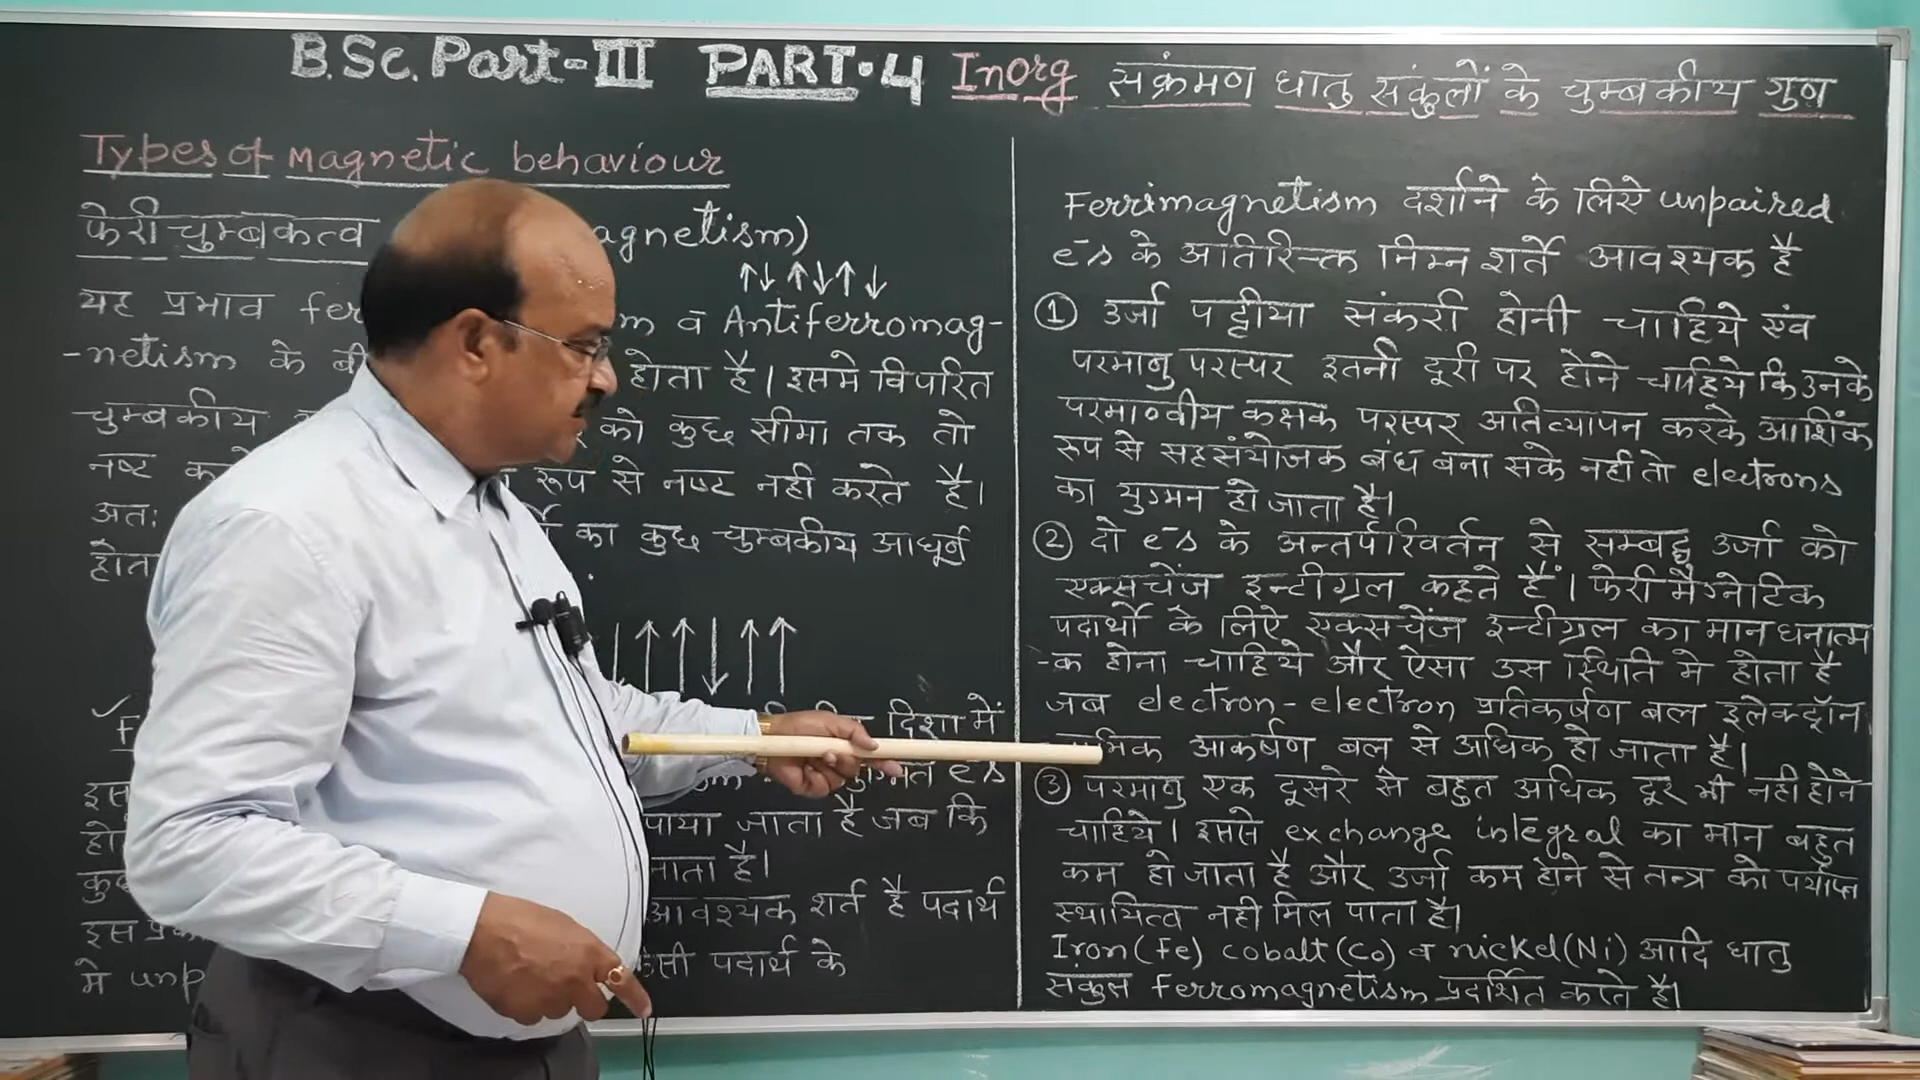 B.Sc. Part-III PART-4 Inorg संक्रमण धातु संकुलों के चुम्बकीय गुण
Types of magnetic behaviour
फेरीचुम्बकत्व agnetism)
यह प्रभाव fer m व Antiferromag-
-netism के बी होता है। इसमे विपरित
चुम्बकीय को कुछ सीमा तक तो
नष्ट क रूप से नष्ट नही करते है।
अतः का कुछ चुम्बकीय आधूर्ण
होता
दिशा में
इस e⁻s
हो पाया जाता है जब कि
कुछ जाता है।
इस प्रक आवश्यक शर्त है पदार्थ
मे unp पदार्थ के
Ferrimagnetism दर्शाने के लिऐ unpaired
e⁻s के अतिरिक्त निम्न शर्ते आवश्यक है
① उर्जा पट्टीया संकरी होनी चाहिये एंव
परमाणु परस्पर इतनी दूरी पर होने चाहिये कि उनके
परमाण्वीय कक्षक परस्पर अतिव्यापन करके आशिंक
रूप से सहसंयोजक बंध बना सके नही तो electrons
का युग्मन हो जाता है।
② दो e⁻s के अन्तर्परिवर्तन से सम्बद्ध उर्जा को
एक्सचेंज इन्टीग्रल कहते हैं। फेरी मैग्नेटिक
पदार्थो के लिऐ एक्सचेंज इन्टीग्रल का मान धनात्म
-क होना चाहिये और ऐसा उस स्थिति मे होता है
जब electron-electron प्रतिकर्षण बल इलेक्ट्रॉन
भिक आकर्षण बल से अधिक हो जाता है।
③ परमाणु एक दूसरे से बहुत अधिक दूर भी नही होने
चाहिये। इससे exchange integral का मान बहुत
कम हो जाता है और उर्जा कम होने से तन्त्र को पर्याप्त
स्थायित्व नही मिल पाता है।
Iron(Fe) cobalt(Co) व nickel(Ni) आदि धातु
संकुल Ferromagnetism प्रदर्शित करते है।